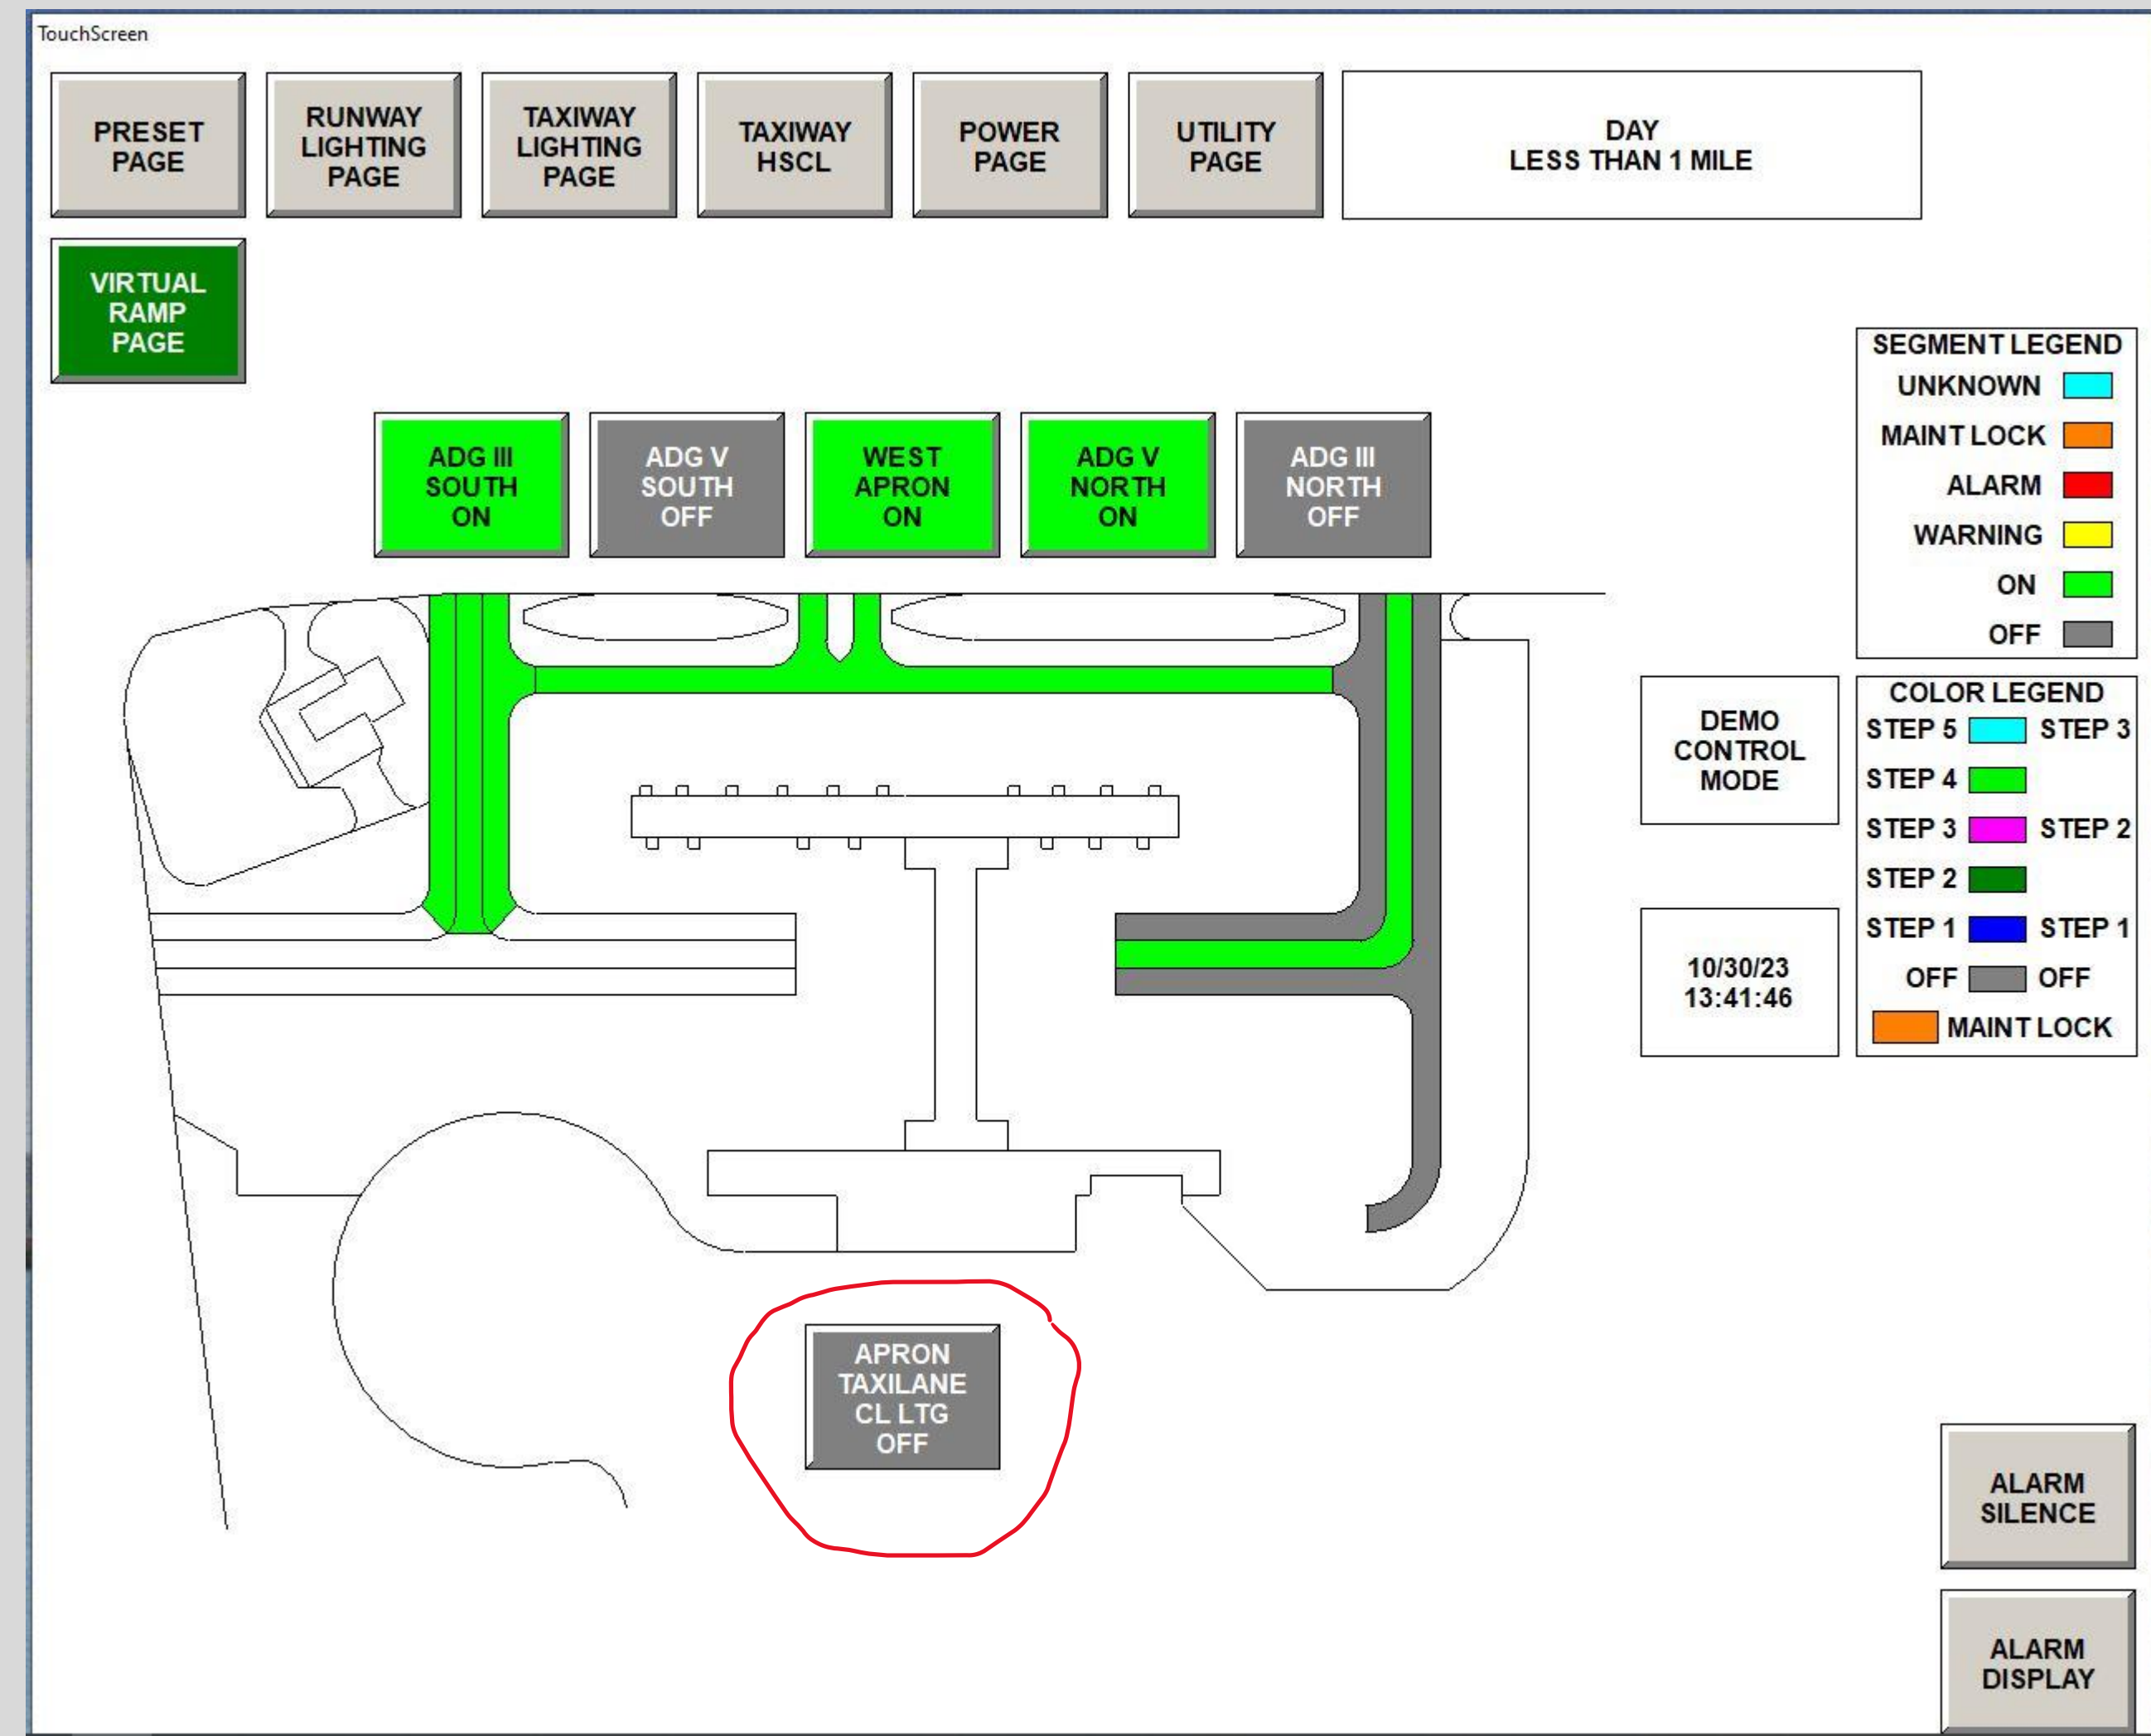 TouchScreen
PRESET
PAGE
RUNWAY
LIGHTING
PAGE
TAXIWAY
LIGHTING
PAGE
TAXIWAY
HSCL
POWER
PAGE
UTILITY
PAGE
DAY
LESS THAN 1 MILE
VIRTUAL
RAMP
PAGE
ADG III
SOUTH
ON
ADG V
SOUTH
OFF
WEST
APRON
ON
ADG V
NORTH
ON
ADG III
NORTH
OFF
SEGMENT LEGEND
UNKNOWN
MAINT LOCK
ALARM
WARNING
ON
OFF
DEMO
CONTROL
MODE
COLOR LEGEND
STEP 5 STEP 3
STEP 4
STEP 3 STEP 2
STEP 2
STEP 1 STEP 1
OFF OFF
MAINT LOCK
10/30/23
13:41:46
APRON
TAXILANE
CL LTG
OFF
ALARM
SILENCE
ALARM
DISPLAY